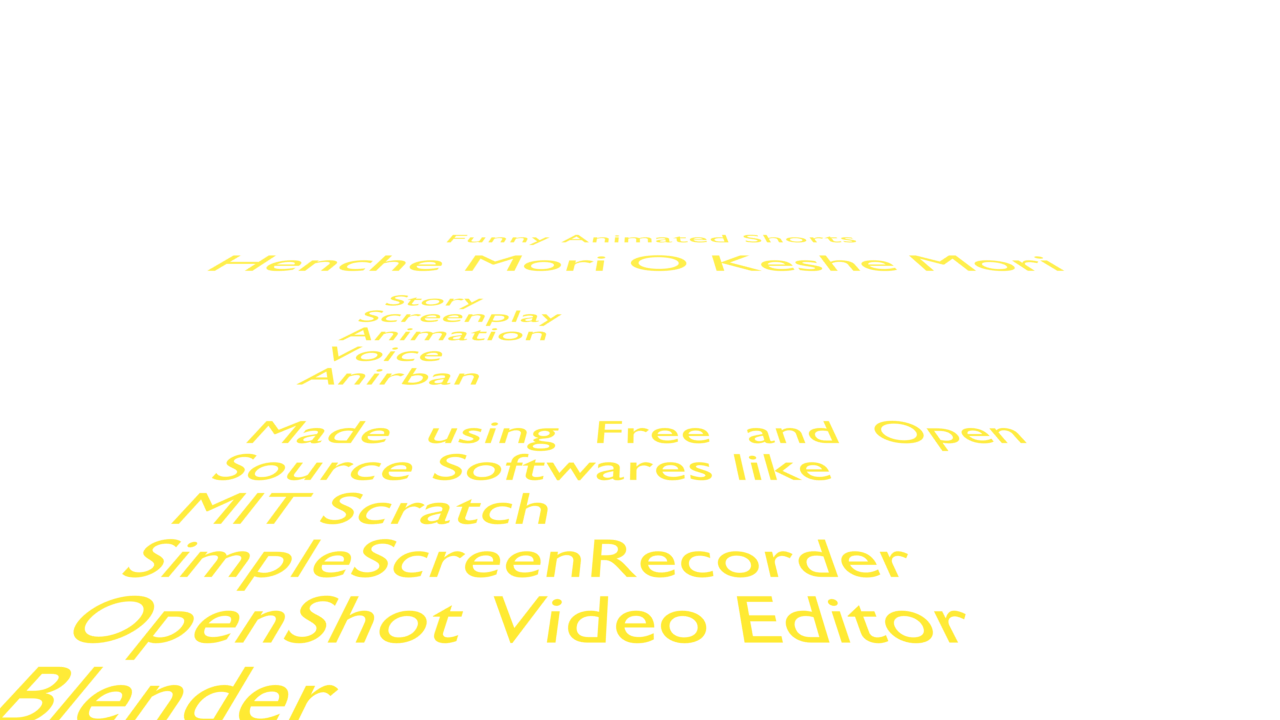 Funny Animated Shorts
Henche Mori O Keshe Mori
Story
Screenplay
Animation
Voice
Anirban
Made using Free and Open
Source Softwares like
MIT Scratch
SimpleScreenRecorder
OpenShot Video Editor
Blender